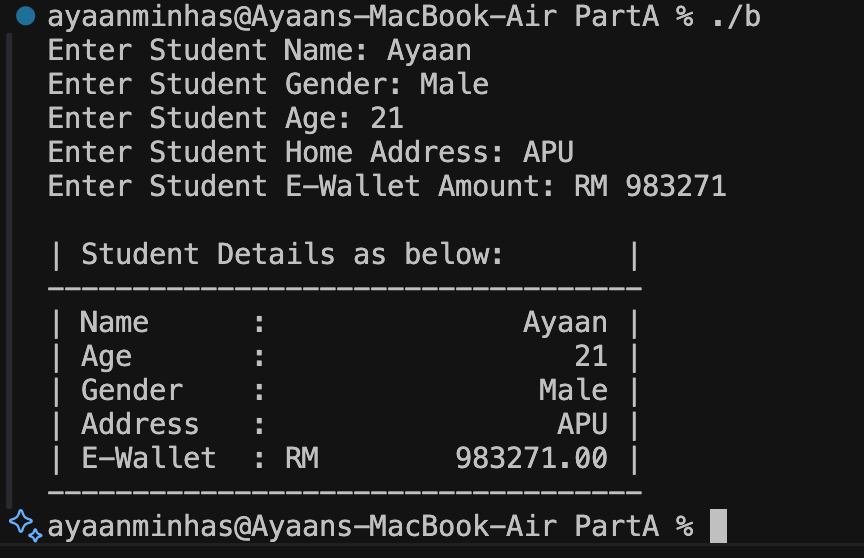 ayaanminhas@Ayaans-MacBook-Air PartA % ./b
Enter Student Name: Ayaan
Enter Student Gender: Male
Enter Student Age: 21
Enter Student Home Address: APU
Enter Student E-Wallet Amount: RM 983271

| Student Details as below:       |
-----------------------------------
| Name      :               Ayaan |
| Age       :                  21 |
| Gender    :                Male |
| Address   :                 APU |
| E-Wallet  : RM        983271.00 |
-----------------------------------
ayaanminhas@Ayaans-MacBook-Air PartA %